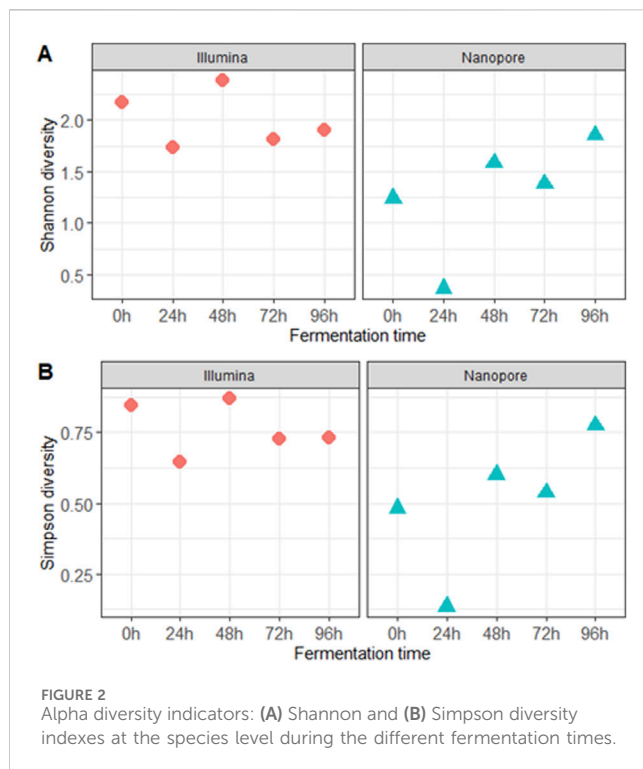 A
Illumina
Nanopore
Shannon diversity
2.0
1.5
1.0
0.5
0h 24h 48h 72h 96h
0h 24h 48h 72h 96h
Fermentation time
B
Illumina
Nanopore
Simpson diversity
0.75
0.50
0.25
0h 24h 48h 72h 96h
0h 24h 48h 72h 96h
Fermentation time
FIGURE 2
Alpha diversity indicators: (A) Shannon and (B) Simpson diversity
indexes at the species level during the different fermentation times.